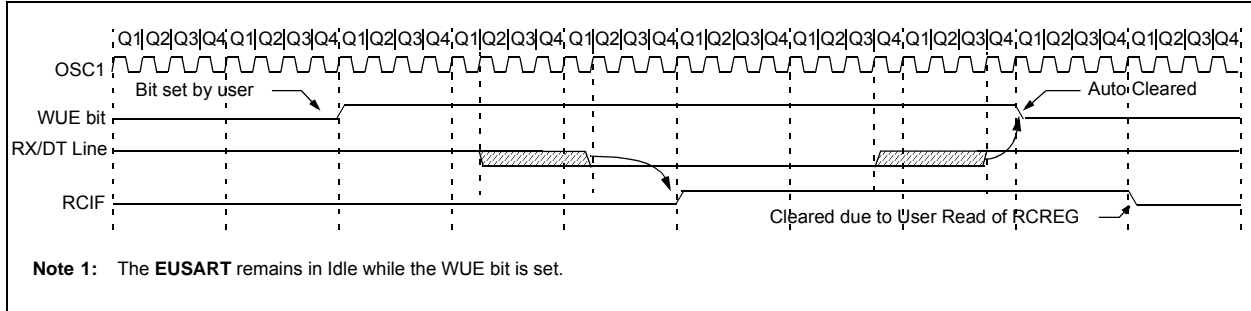 Q1 Q2 Q3 Q4 Q1 Q2 Q3 Q4 Q1 Q2 Q3 Q4 Q1 Q2 Q3 Q4 Q1 Q2 Q3 Q4 Q1 Q2 Q3 Q4 Q1 Q2 Q3 Q4 Q1 Q2 Q3 Q4 Q1 Q2 Q3 Q4 Q1 Q2 Q3 Q4
OSC1
Bit set by user
Auto Cleared
WUE bit
RX/DT Line
RCIF
Cleared due to User Read of RCREG
Note 1: The EUSART remains in Idle while the WUE bit is set.